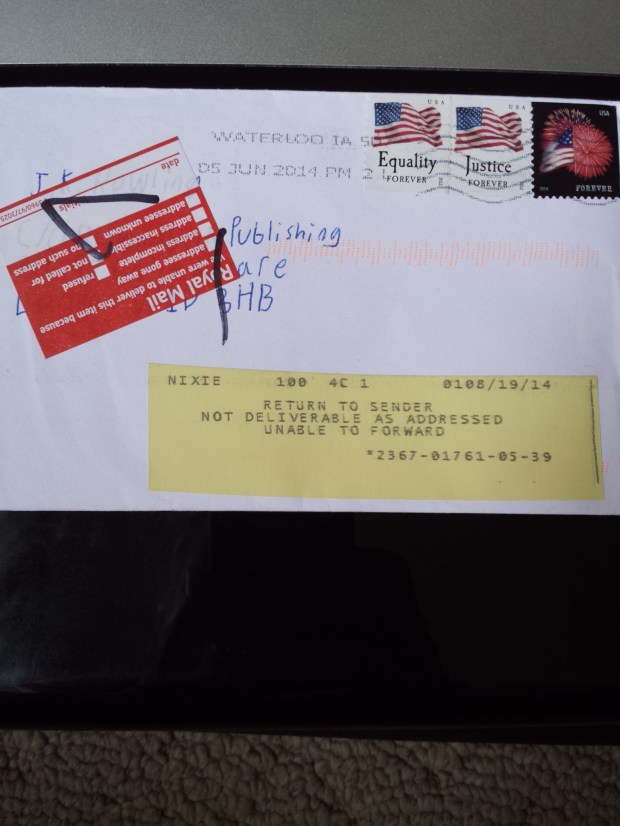 WATERLOO IA
05 JUN 2014 PM 2 L
USA
Equality
FOREVER
USA
Justice
FOREVER
USA
FOREVER
J K Rowling
Publishing
HB
Royal Mail
we were unable to deliver this item because
addressee gone away
address incomplete
address inaccessible
addressee unknown
refused
not called for
no such address
date
NIXIE 100 4C 1 0108/19/14
RETURN TO SENDER
NOT DELIVERABLE AS ADDRESSED
UNABLE TO FORWARD
*2367-01761-05-39